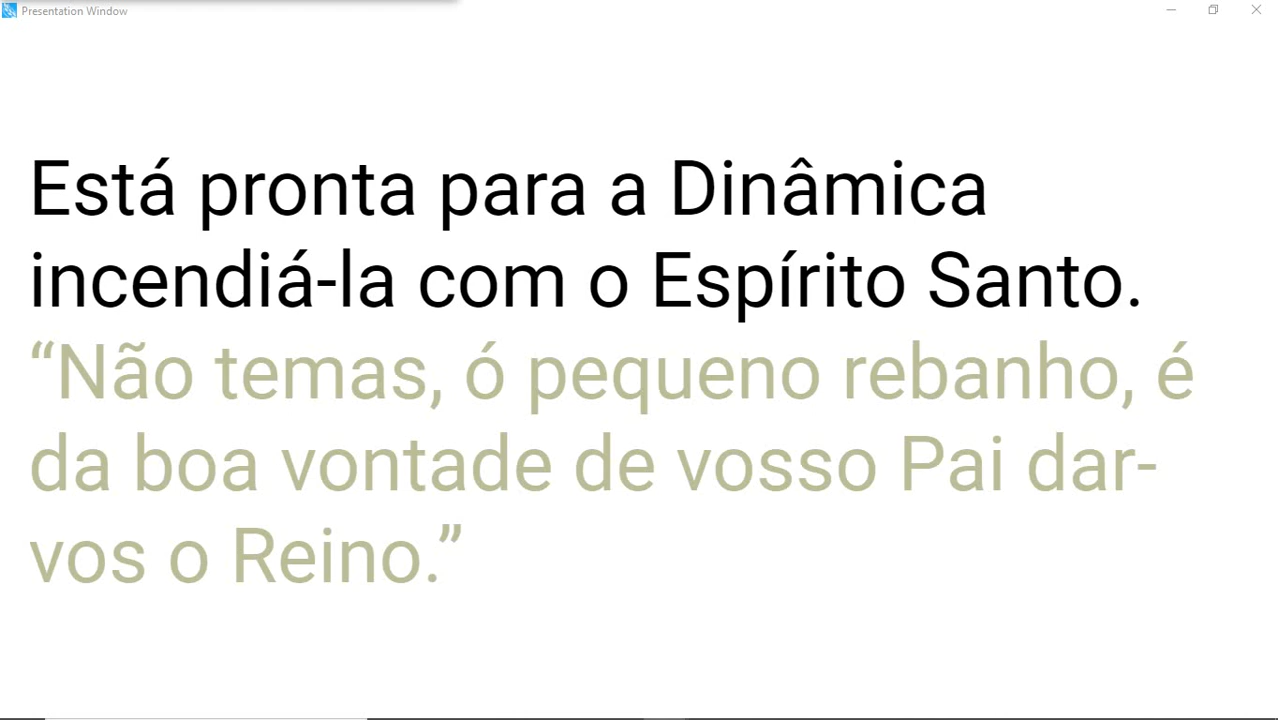 Presentation Window
Está pronta para a Dinâmica
incendiá-la com o Espírito Santo.
“Não temas, ó pequeno rebanho, é
da boa vontade de vosso Pai dar-
vos o Reino.”